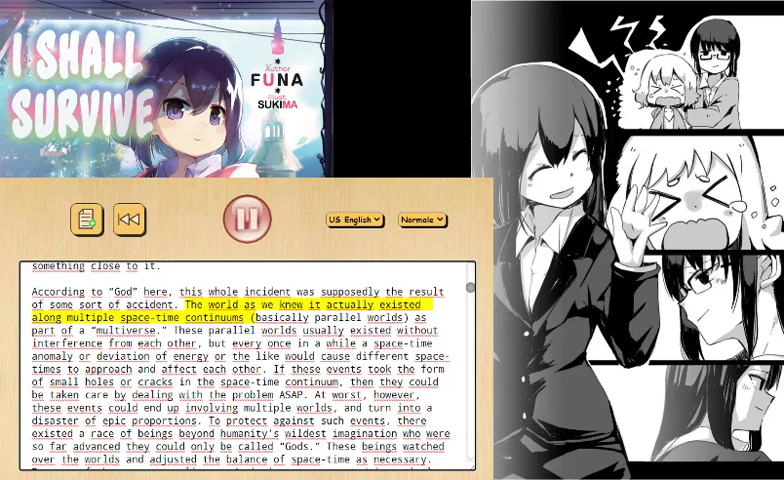 I SHALL
SURVIVE
Author
FUNA
Illust.
SUKIMA
US English
Normale
something close to it.
According to “God” here, this whole incident was supposedly the result
of some sort of accident. The world as we knew it actually existed
along multiple space-time continuums (basically parallel worlds) as
part of a “multiverse.” These parallel worlds usually existed without
interference from each other, but every once in a while a space-time
anomaly or deviation of energy or the like would cause different space-
times to approach and affect each other. If these events took the form
of small holes or cracks in the space-time continuum, then they could
be taken care by dealing with the problem ASAP. At worst, however,
these events could end up involving multiple worlds, and turn into a
disaster of epic proportions. To protect against such events, there
existed a race of beings beyond humanity's wildest imagination who were
so far advanced they could only be called “Gods.” These beings watched
over the worlds and adjusted the balance of space-time as necessary.